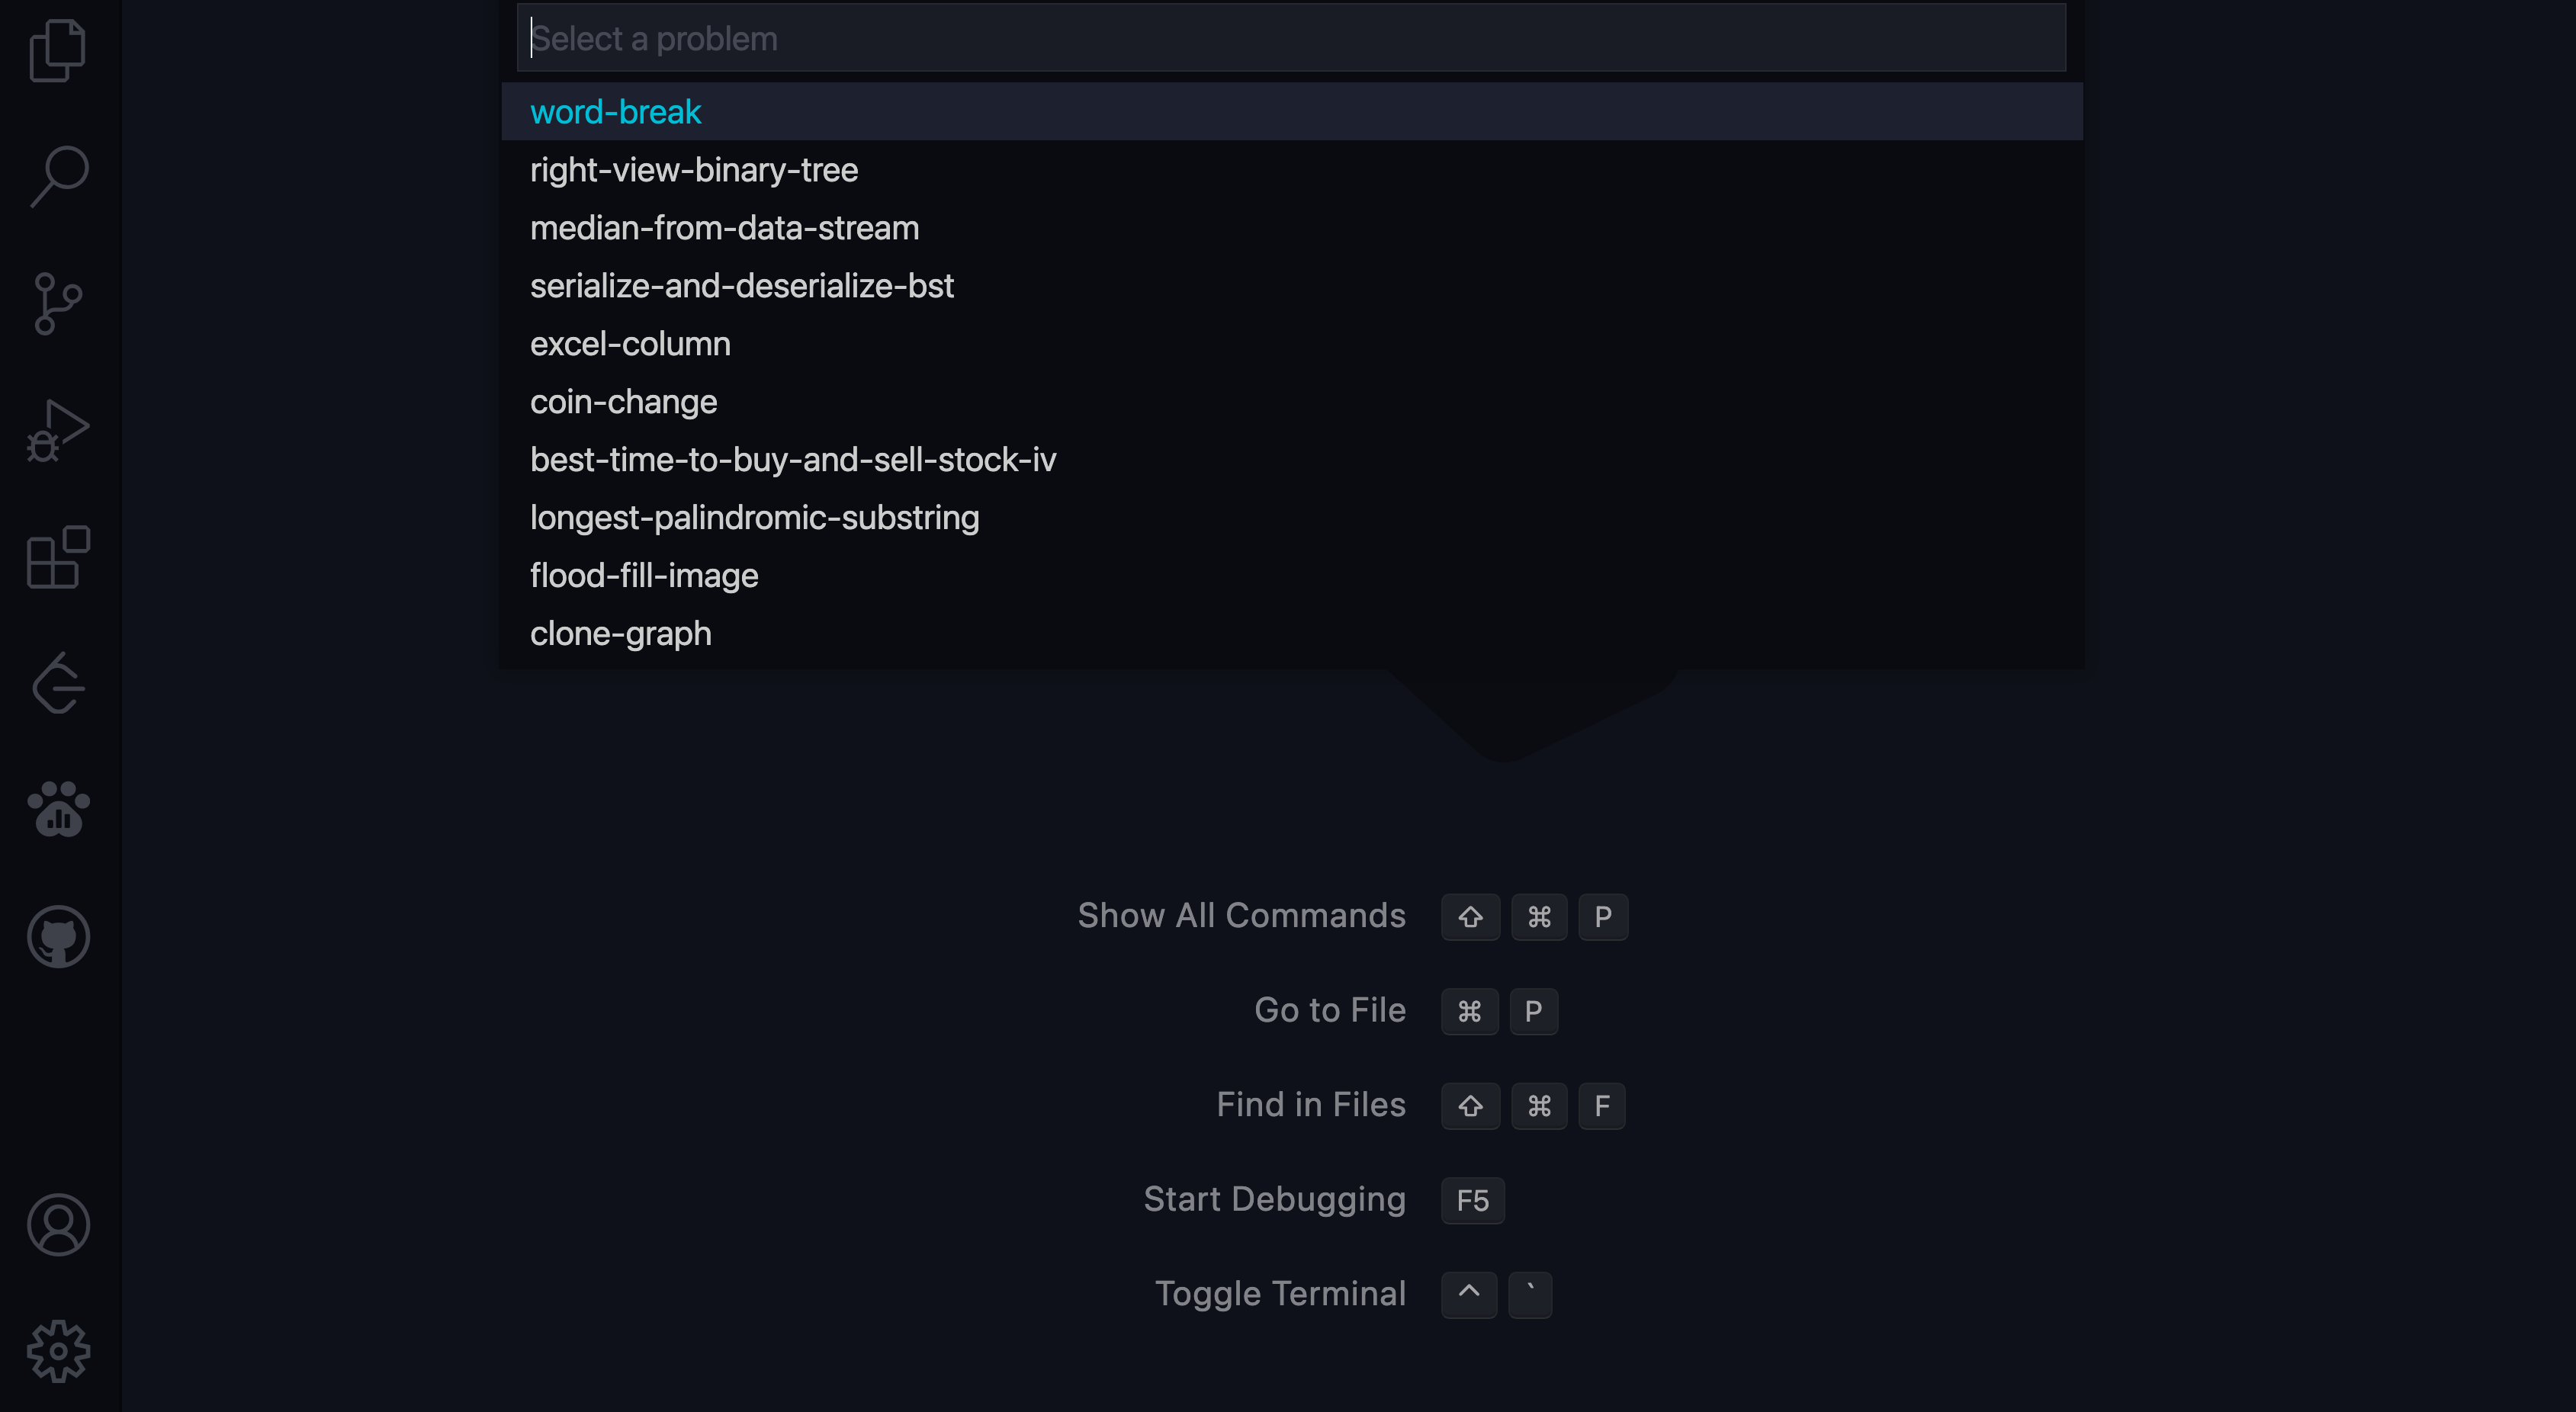 Select a problem
word-break
right-view-binary-tree
median-from-data-stream
serialize-and-deserialize-bst
excel-column
coin-change
best-time-to-buy-and-sell-stock-iv
longest-palindromic-substring
flood-fill-image
clone-graph
Show All Commands ⇧ ⌘ P
Go to File ⌘ P
Find in Files ⇧ ⌘ F
Start Debugging F5
Toggle Terminal ^ `